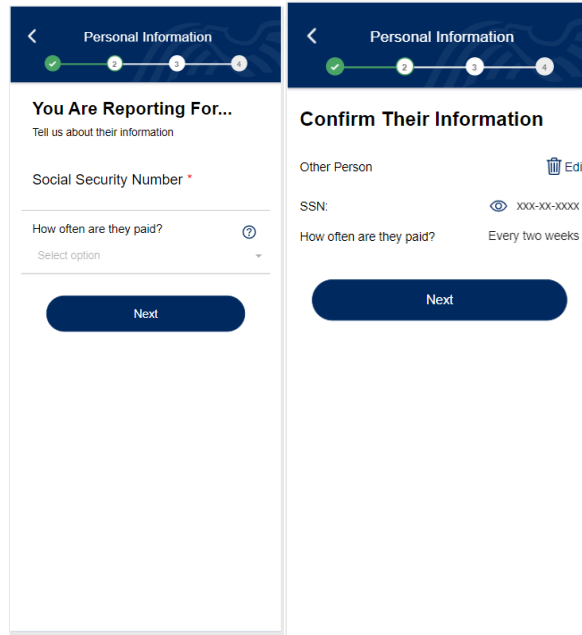 Personal Information
2 3 4
You Are Reporting For...
Tell us about their information
Social Security Number *
How often are they paid?
Select option
Next
Personal Information
2 3 4
Confirm Their Information
Other Person Edi
SSN: xxx-xx-xxxx
How often are they paid? Every two weeks
Next